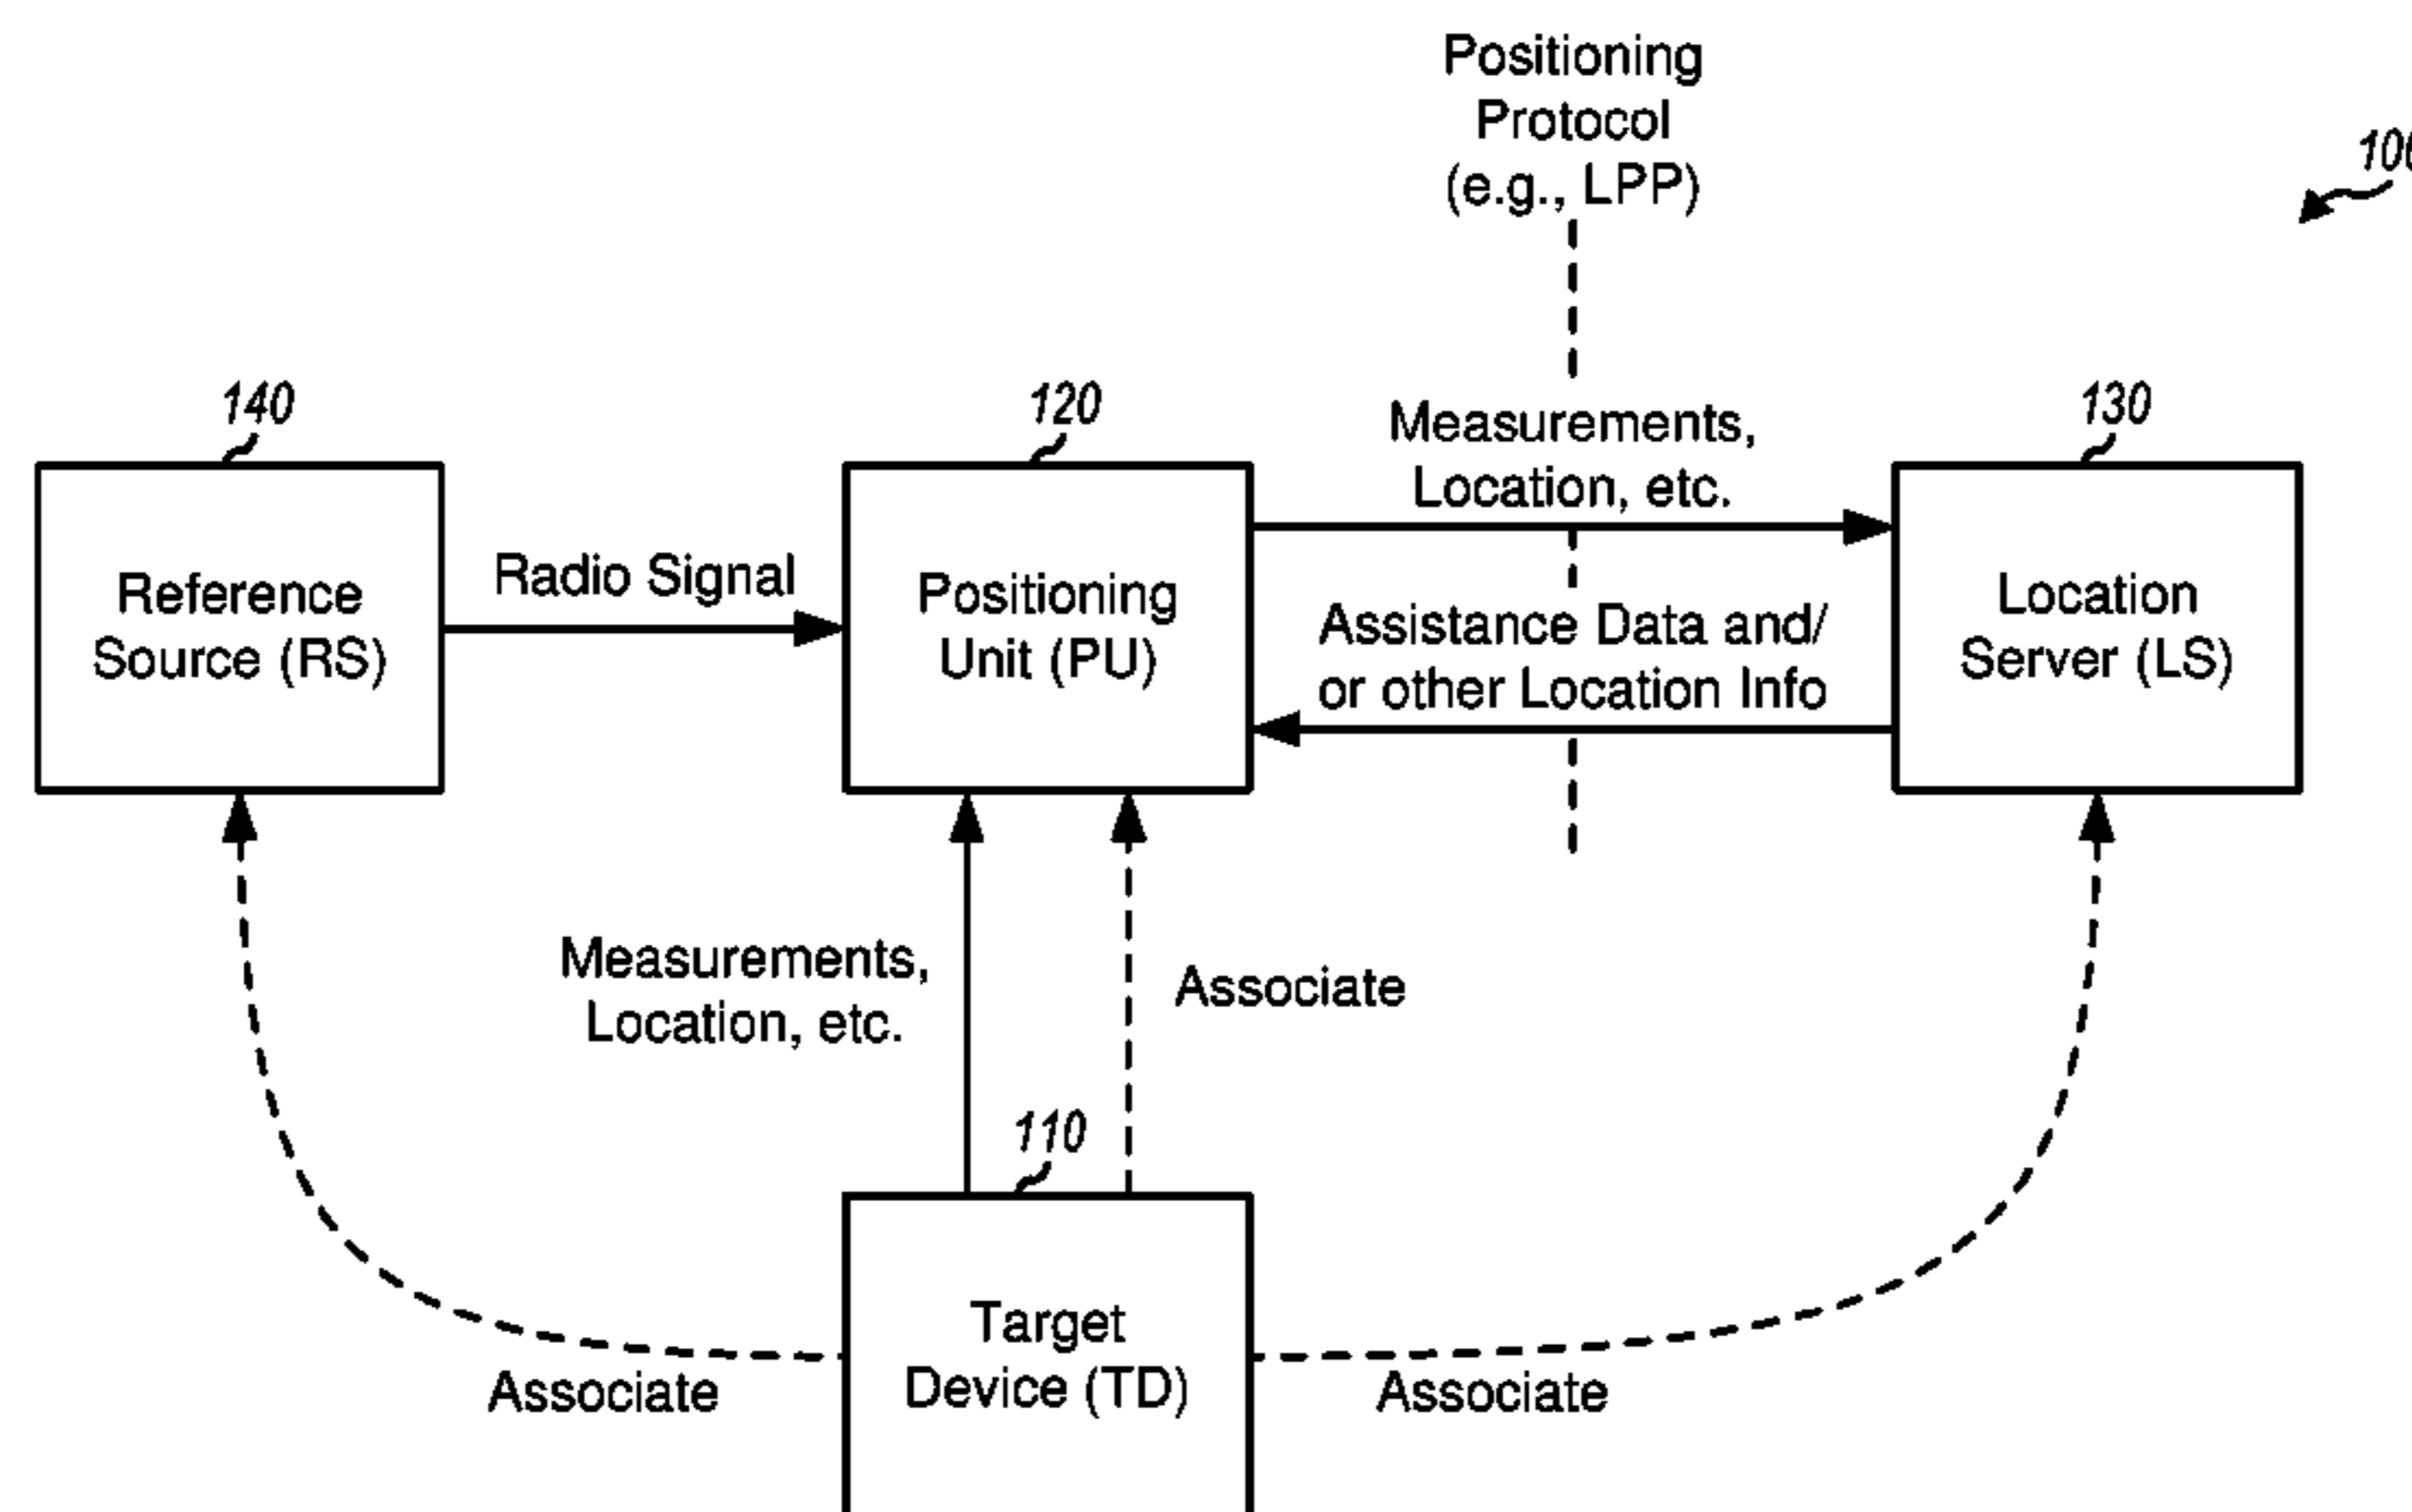 Positioning
Protocol
(e.g., LPP)
140
120
Measurements,
Location, etc.
130
Reference
Source (RS)
Radio Signal
Positioning
Unit (PU)
Assistance Data and/
or other Location Info
Location
Server (LS)
Measurements,
Location, etc.
Associate
110
Target
Device (TD)
Associate
Associate